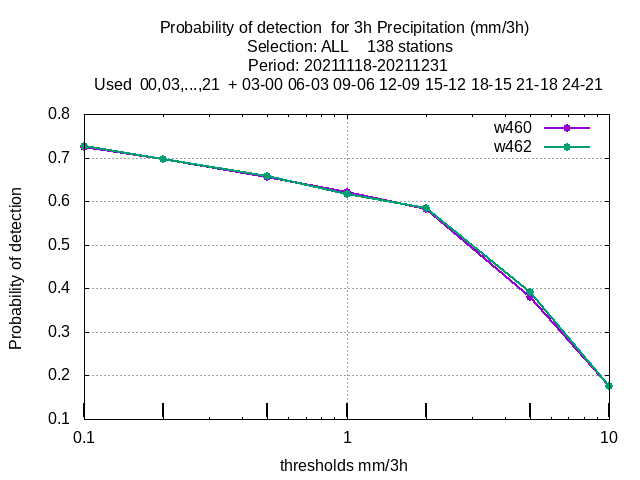 Probability of detection  for 3h Precipitation (mm/3h)
Selection: ALL    138 stations
Period: 20211118-20211231
Used  00,03,...,21  + 03-00 06-03 09-06 12-09 15-12 18-15 21-18 24-21
w460
w462
0.8
0.7
0.6
0.5
0.4
0.3
0.2
0.1
Probability of detection
0.1
1
10
thresholds mm/3h